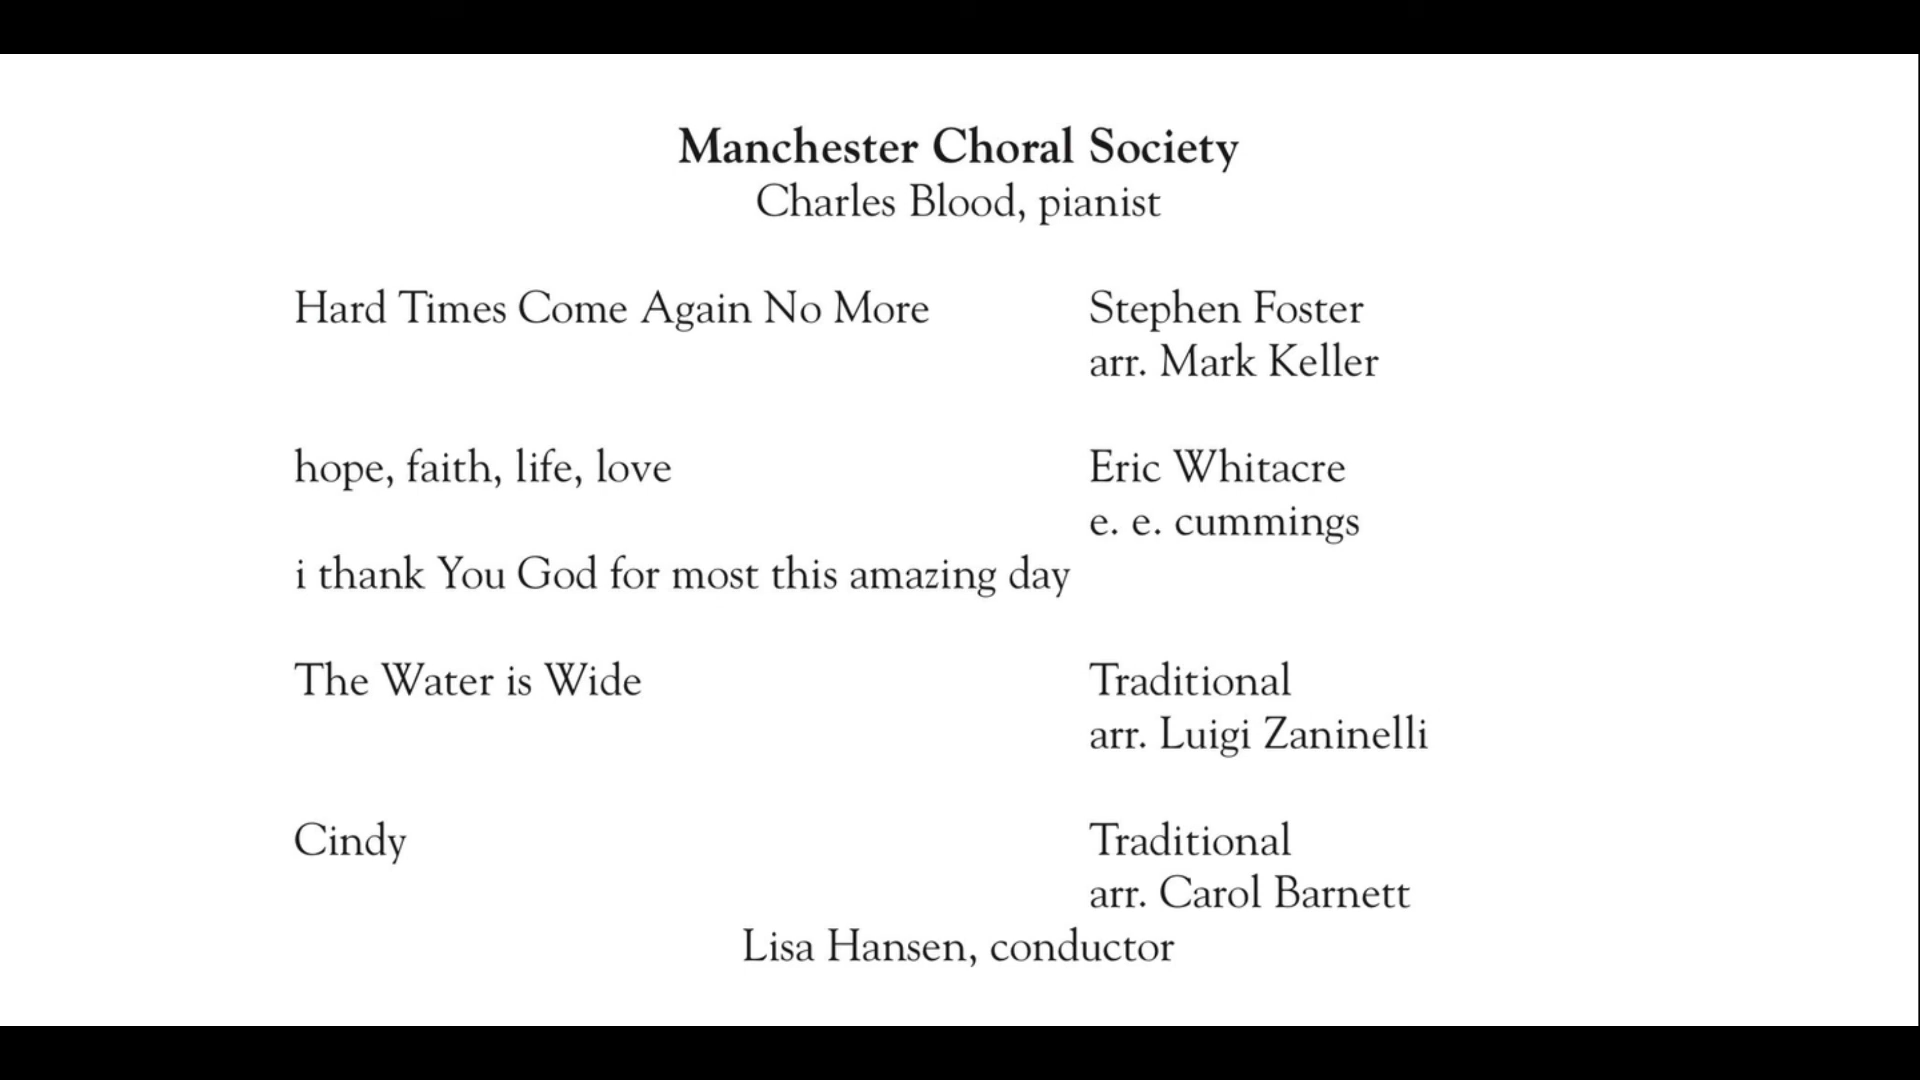 Manchester Choral Society
Charles Blood, pianist
Hard Times Come Again No More Stephen Foster
arr. Mark Keller
hope, faith, life, love Eric Whitacre
e. e. cummings
i thank You God for most this amazing day
The Water is Wide Traditional
arr. Luigi Zaninelli
Cindy Traditional
arr. Carol Barnett
Lisa Hansen, conductor